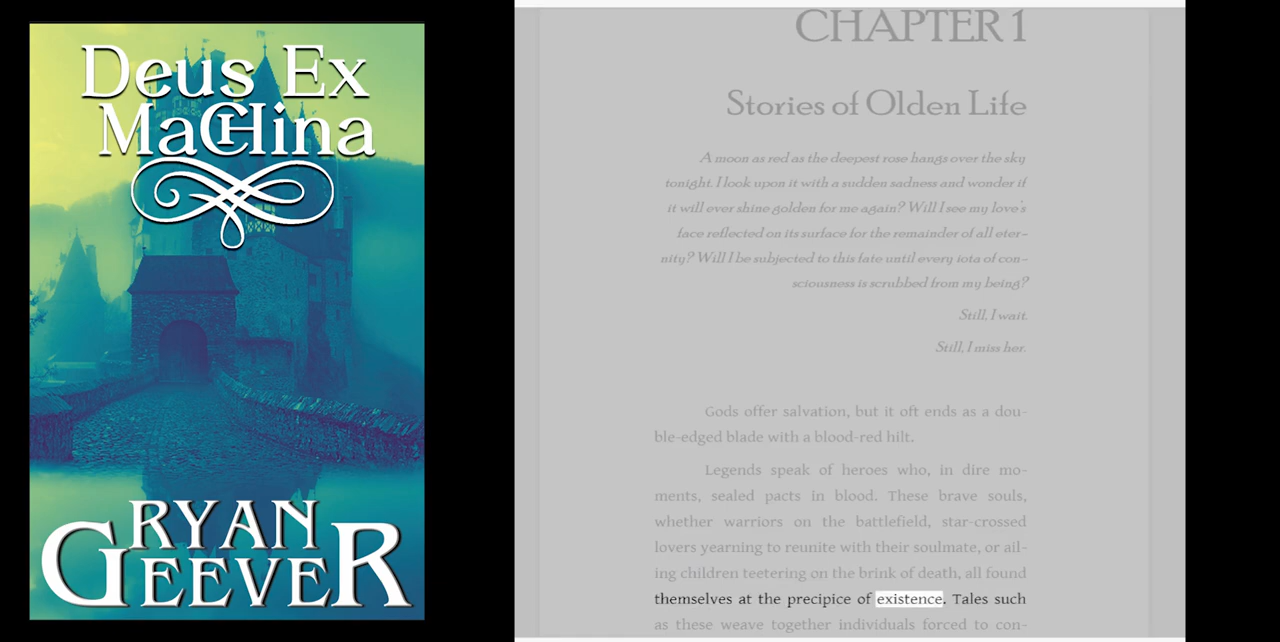 Deus Ex
Machina
RYAN
GEEVER
CHAPTER 1
Stories of Olden Life
A moon as red as the deepest rose hangs over the sky
tonight. I look upon it with a sudden sadness and wonder if
it will ever shine golden for me again? Will I see my love's
face reflected on its surface for the remainder of all eter-
nity? Will I be subjected to this fate until every iota of con-
sciousness is scrubbed from my being?
Still, I wait.
Still, I miss her.
Gods offer salvation, but it oft ends as a dou-
ble-edged blade with a blood-red hilt.
Legends speak of heroes who, in dire mo-
ments, sealed pacts in blood. These brave souls,
whether warriors on the battlefield, star-crossed
lovers yearning to reunite with their soulmate, or ail-
ing children teetering on the brink of death, all found
themselves at the precipice of existence. Tales such
as these weave together individuals forced to con-